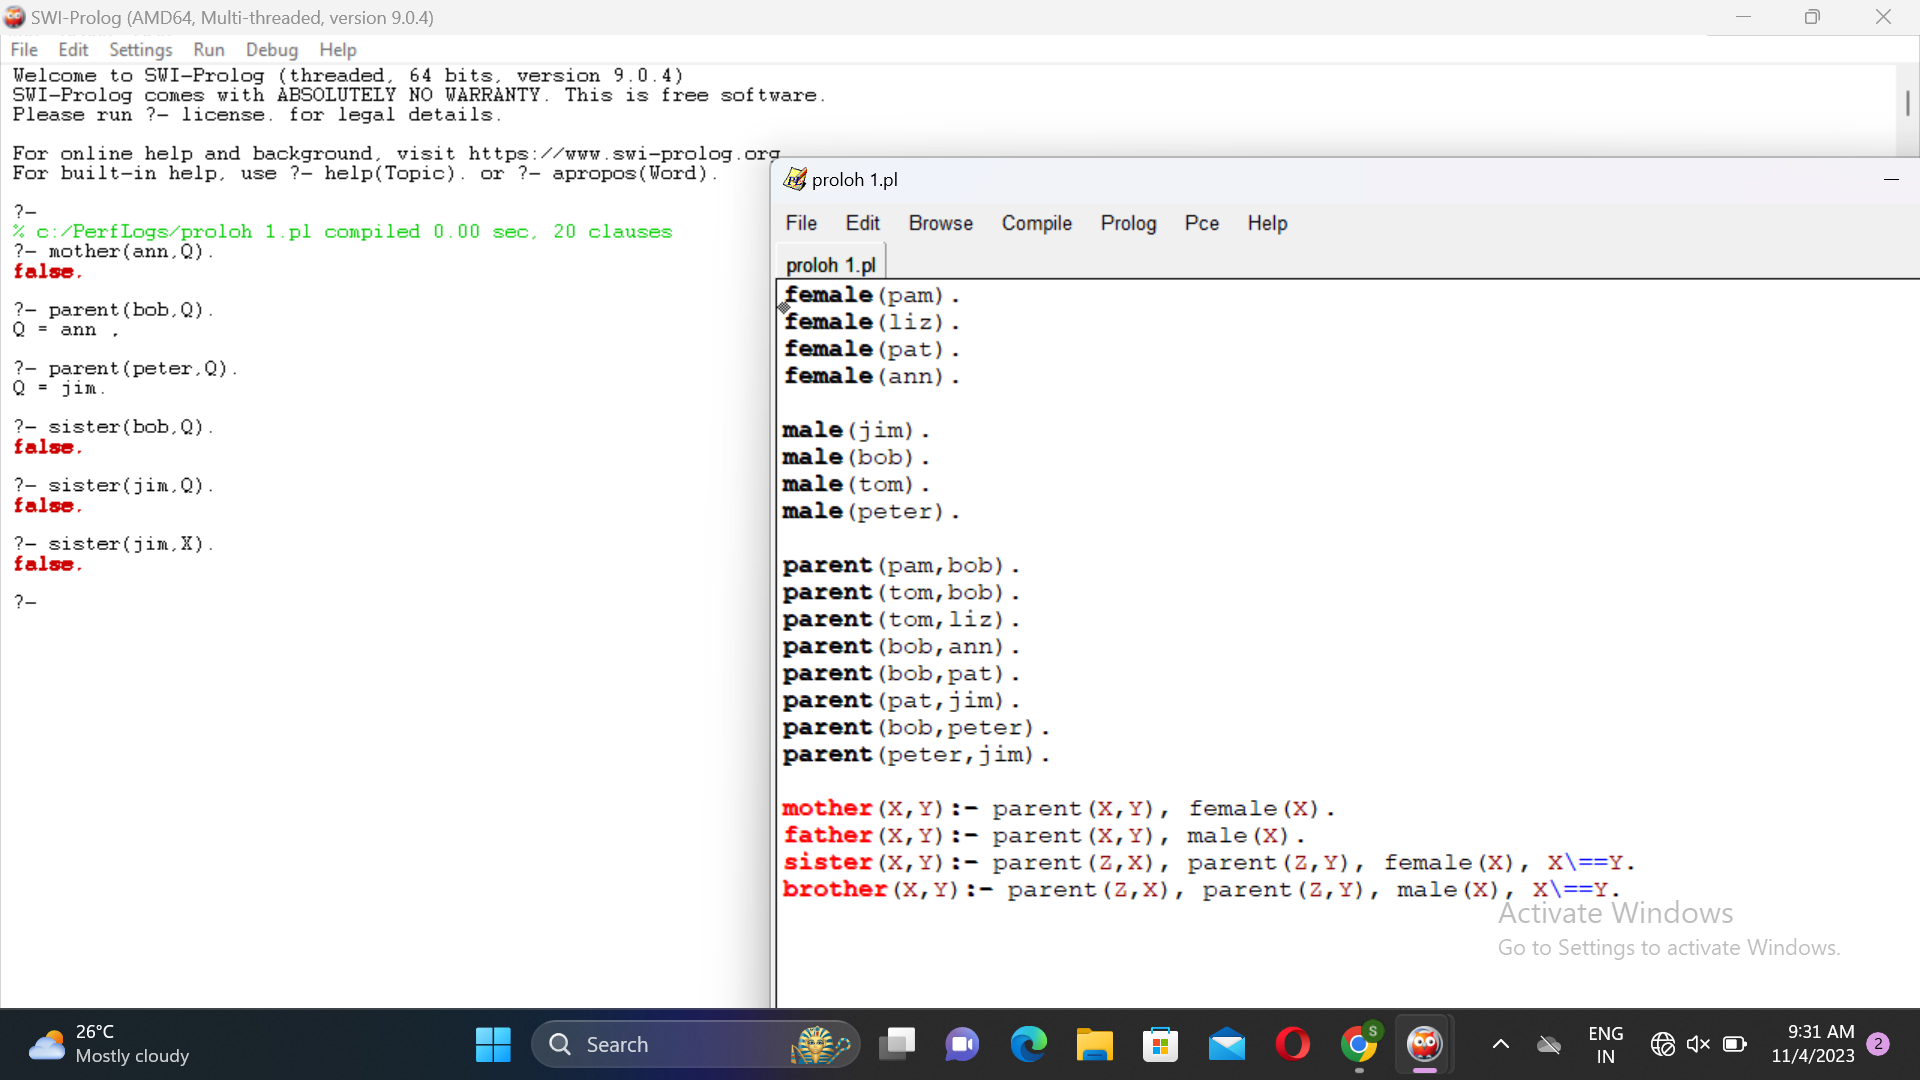 SWI-Prolog (AMD64, Multi-threaded, version 9.0.4)
File Edit Settings Run Debug Help
Welcome to SWI-Prolog (threaded, 64 bits, version 9.0.4)
SWI-Prolog comes with ABSOLUTELY NO WARRANTY. This is free software.
Please run ?- license. for legal details.
For online help and background, visit https://www.swi-prolog.org
For built-in help, use ?- help(Topic). or ?- apropos(Word).
?-
% c:/PerfLogs/proloh 1.pl compiled 0.00 sec, 20 clauses
?- mother(ann,Q).
false.
?- parent(bob,Q).
Q = ann ,
?- parent(peter,Q).
Q = jim.
?- sister(bob,Q).
false.
?- sister(jim,Q).
false.
?- sister(jim,X).
false.
?-
proloh 1.pl
File Edit Browse Compile Prolog Pce Help
proloh 1.pl
female(pam).
female(liz).
female(pat).
female(ann).
male(jim).
male(bob).
male(tom).
male(peter).
parent(pam,bob).
parent(tom,bob).
parent(tom,liz).
parent(bob,ann).
parent(bob,pat).
parent(pat,jim).
parent(bob,peter).
parent(peter,jim).
mother(X,Y):- parent(X,Y), female(X).
father(X,Y):- parent(X,Y), male(X).
sister(X,Y):- parent(Z,X), parent(Z,Y), female(X), X\==Y.
brother(X,Y):- parent(Z,X), parent(Z,Y), male(X), X\==Y.
Activate Windows
Go to Settings to activate Windows.
26°C
Mostly cloudy
Search
S
ENG
IN
9:31 AM
11/4/2023
2